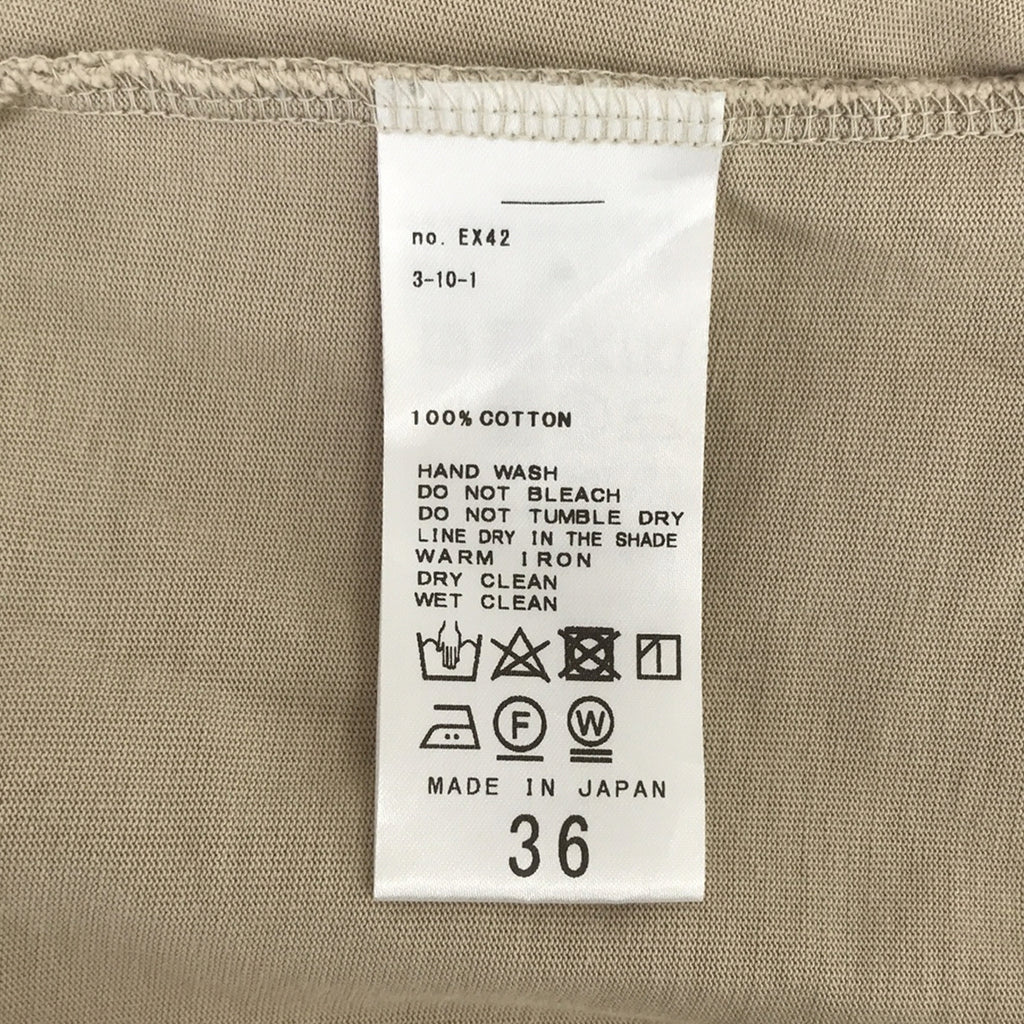 no. EX42
3-10-1
100% COTTON
HAND WASH
DO NOT BLEACH
DO NOT TUMBLE DRY
LINE DRY IN THE SHADE
WARM IRON
DRY CLEAN
WET CLEAN
F W
MADE IN JAPAN
36